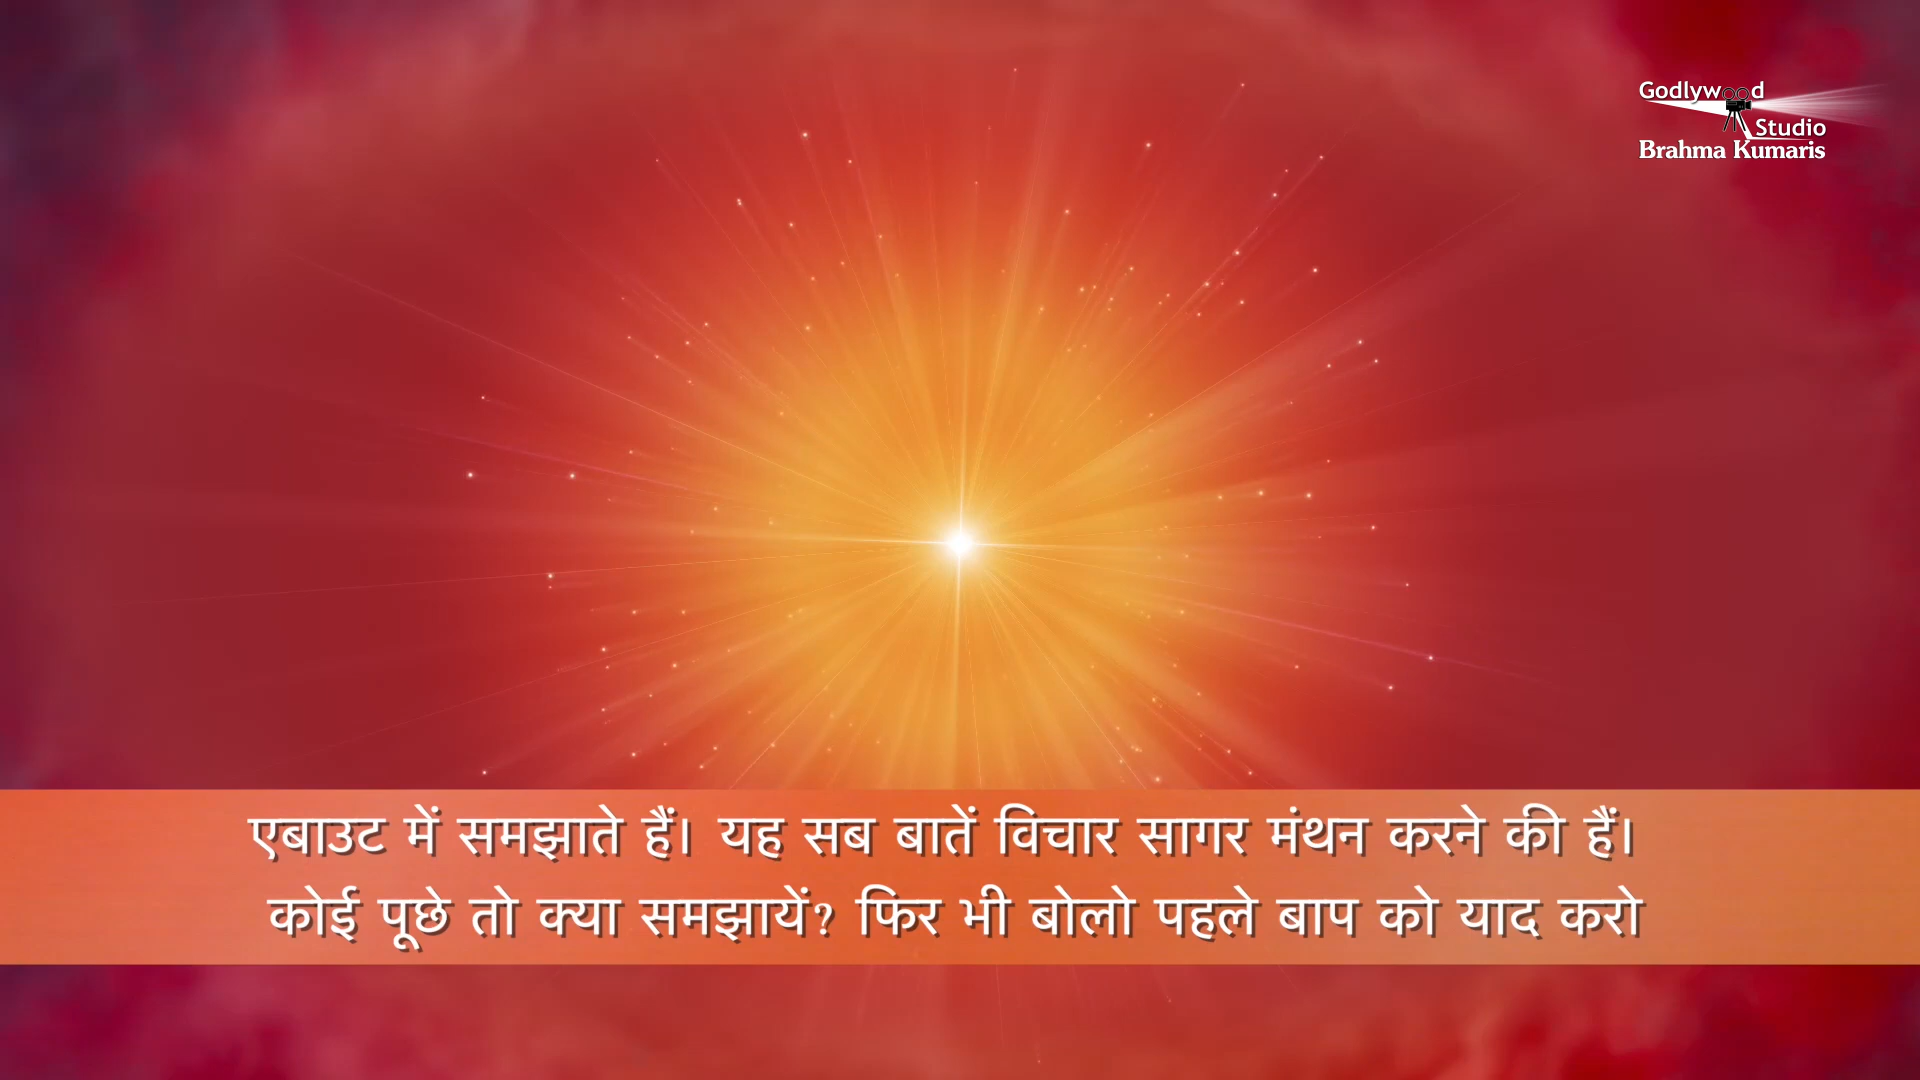 Godlywood
Studio
Brahma Kumaris
एबाउट में समझाते हैं। यह सब बातें विचार सागर मंथन करने की हैं।
कोई पूछे तो क्या समझायें? फिर भी बोलो पहले बाप को याद करो